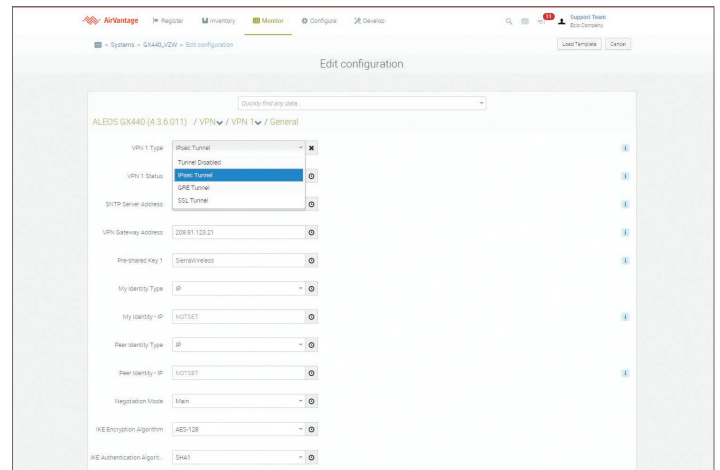 AirVantage Register Inventory Monitor Configure Develop 11 Support Team
Ecio Company
> Systems > GX440_VZW > Edit configuration Load Template Cancel
Edit configuration
Quickly find any data...
ALEOS GX440 (4.3.6.011) / VPN / VPN 1 / General
VPN 1 Type IPsec Tunnel
Tunnel Disabled
VPN 1 Status IPsec Tunnel
GRE Tunnel
SNTP Server Address SSL Tunnel
VPN Gateway Address 208.81.123.21
Pre-shared Key 1 SierraWireless
My Identity Type IP
My Identity - IP NOTSET
Peer Identity Type IP
Peer Identity - IP NOTSET
Negotiation Mode Main
IKE Encryption Algorithm AES-128
IKE Authentication Algorit... SHA1